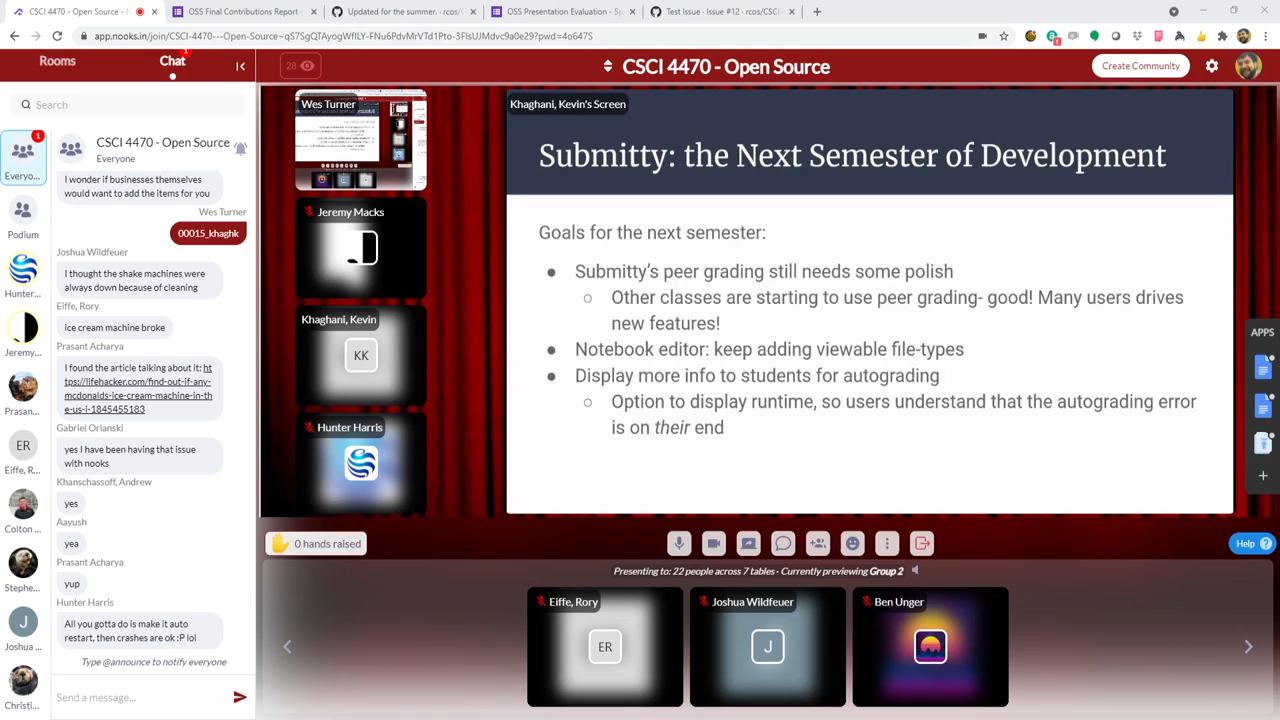 CSCI 4470 - Open Source - N
OSS Final Contributions Report -
Updated for the summer. · rcos/C
OSS Presentation Evaluation - Sp
Test Issue · Issue #12 · rcos/CSCI
app.nooks.in/join/CSCI-4470---Open-Source-qS7SgQTAyogWfILY-FNu6PdvMrVTd1Pto-3FIsUJMdvc9a0e29?pwd=4o647S
Rooms
Chat
1
28
CSCI 4470 - Open Source
Create Community
Search
1
Everyo...
Podium
Hunter...
Jeremy...
Prasan...
ER
Eiffe, R...
Colton ...
Stephe...
J
Joshua ...
Christi...
CSCI 4470 - Open Source
Everyone
I wonder if businesses themselves
would want to add the items for you
Wes Turner
00015_khaghk
Joshua Wildfeuer
I thought the shake machines were
always down because of cleaning
Eiffe, Rory
ice cream machine broke
Prasant Acharya
I found the article talking about it: ht
tps://lifehacker.com/find-out-if-any-
mcdonalds-ice-cream-machine-in-th
e-us-i-1845455183
Gabriel Orlanski
yes I have been having that issue
with nooks
Khanschassoff, Andrew
yes
Aayush
yea
Prasant Acharya
yup
Hunter Harris
All you gotta do is make it auto
restart, then crashes are ok :P lol
Type @announce to notify everyone
Send a message...
Wes Turner
Jeremy Macks
Khaghani, Kevin
KK
Hunter Harris
Khaghani, Kevin's Screen
Submitty: the Next Semester of Development
Goals for the next semester:
● Submitty's peer grading still needs some polish
○ Other classes are starting to use peer grading- good! Many users drives
new features!
● Notebook editor: keep adding viewable file-types
● Display more info to students for autograding
○ Option to display runtime, so users understand that the autograding error
is on their end
APPS
0 hands raised
Help
Presenting to: 22 people across 7 tables · Currently previewing Group 2
Eiffe, Rory
ER
Joshua Wildfeuer
J
Ben Unger